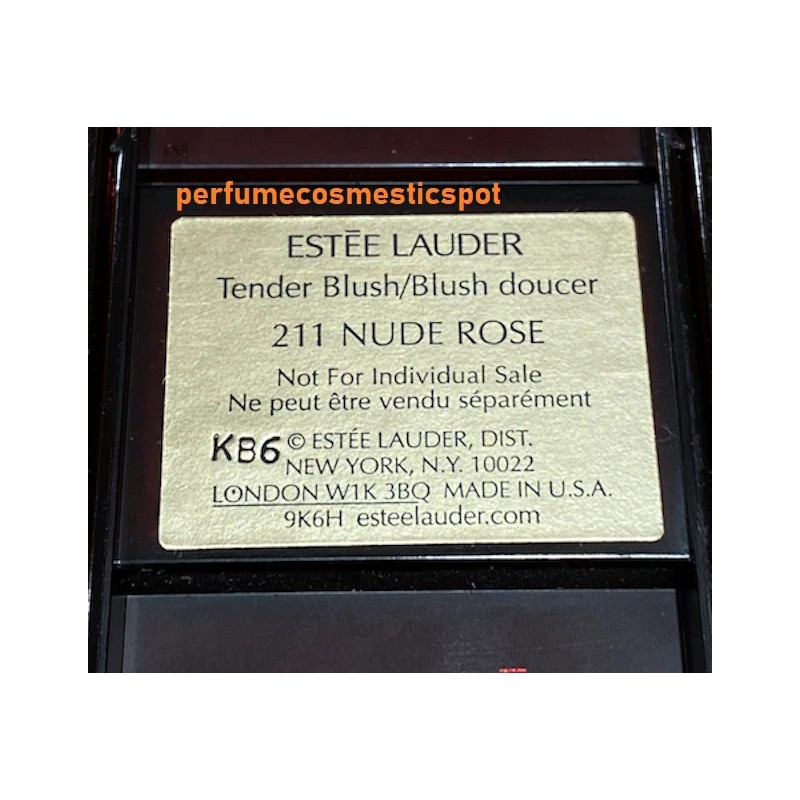 perfumecosmesticspot
ESTĒE LAUDER
Tender Blush/Blush doucer
211 NUDE ROSE
Not For Individual Sale
Ne peut être vendu séparément
KB6 © ESTÉE LAUDER, DIST.
NEW YORK, N.Y. 10022
LONDON W1K 3BQ MADE IN U.S.A.
9K6H esteelauder.com